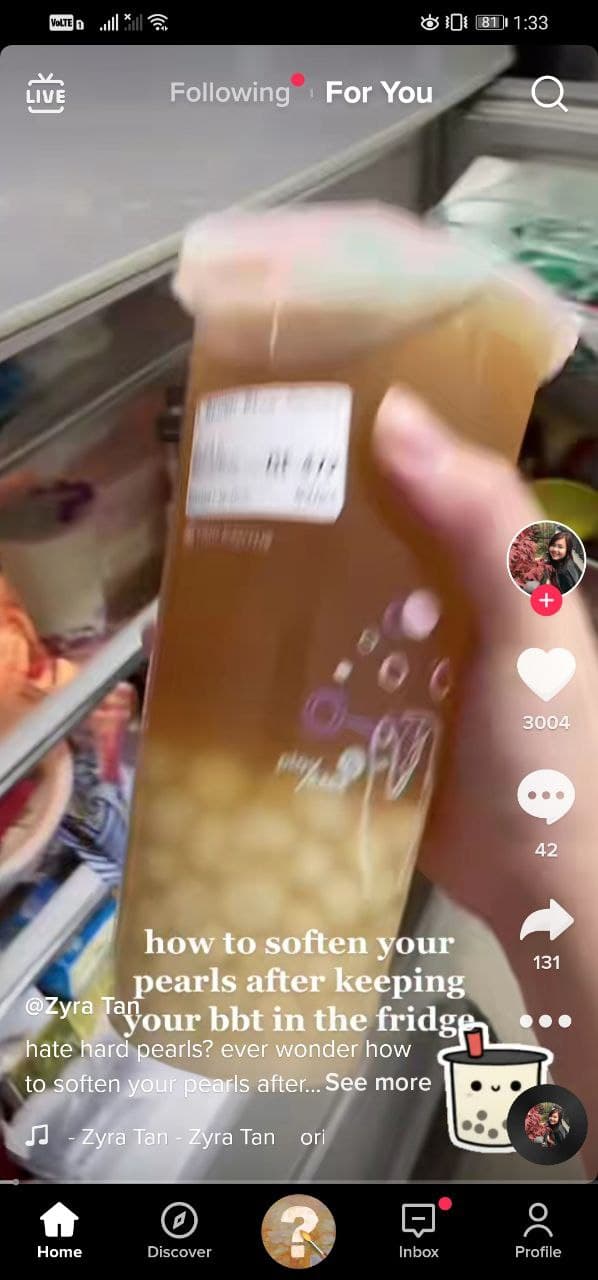 VoLTE 1
81 1:33
LIVE
Following
For You
3004
42
131
how to soften your
pearls after keeping
your bbt in the fridge
@Zyra Tan
hate hard pearls? ever wonder how
to soften your pearls after... See more
- Zyra Tan - Zyra Tan ori
Home
Discover
?
Inbox
Profile